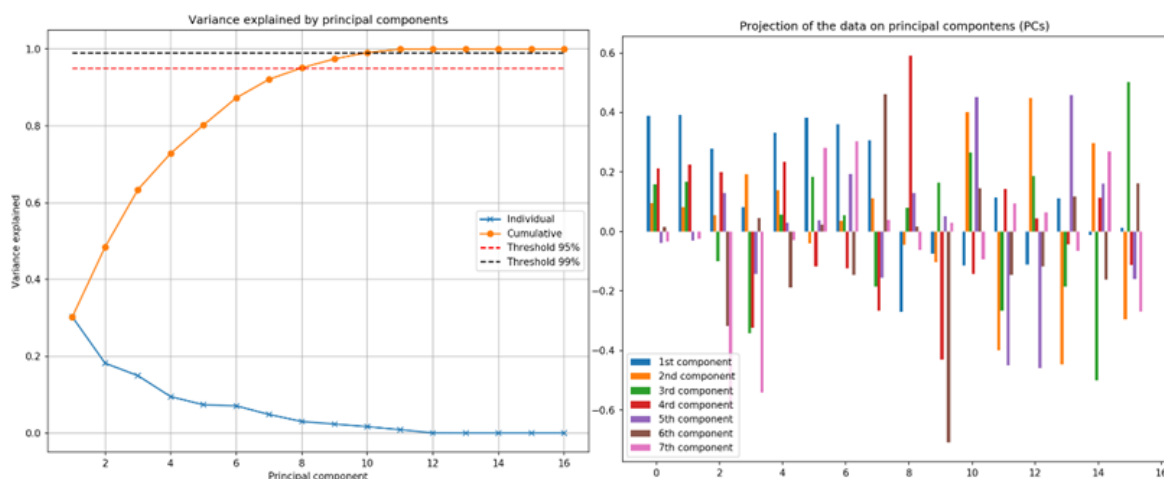 Variance explained by principal components
1.0
0.8
0.6
0.4
0.2
0.0
Variance explained
Individual
Cumulative
Threshold 95%
Threshold 99%
2 4 6 8 10 12 14 16
Principal component
Projection of the data on principal compontens (PCs)
0.6
0.4
0.2
0.0
−0.2
−0.4
−0.6
1st component
2nd component
3rd component
4rd component
5th component
6th component
7th component
0 2 4 6 8 10 12 14 16